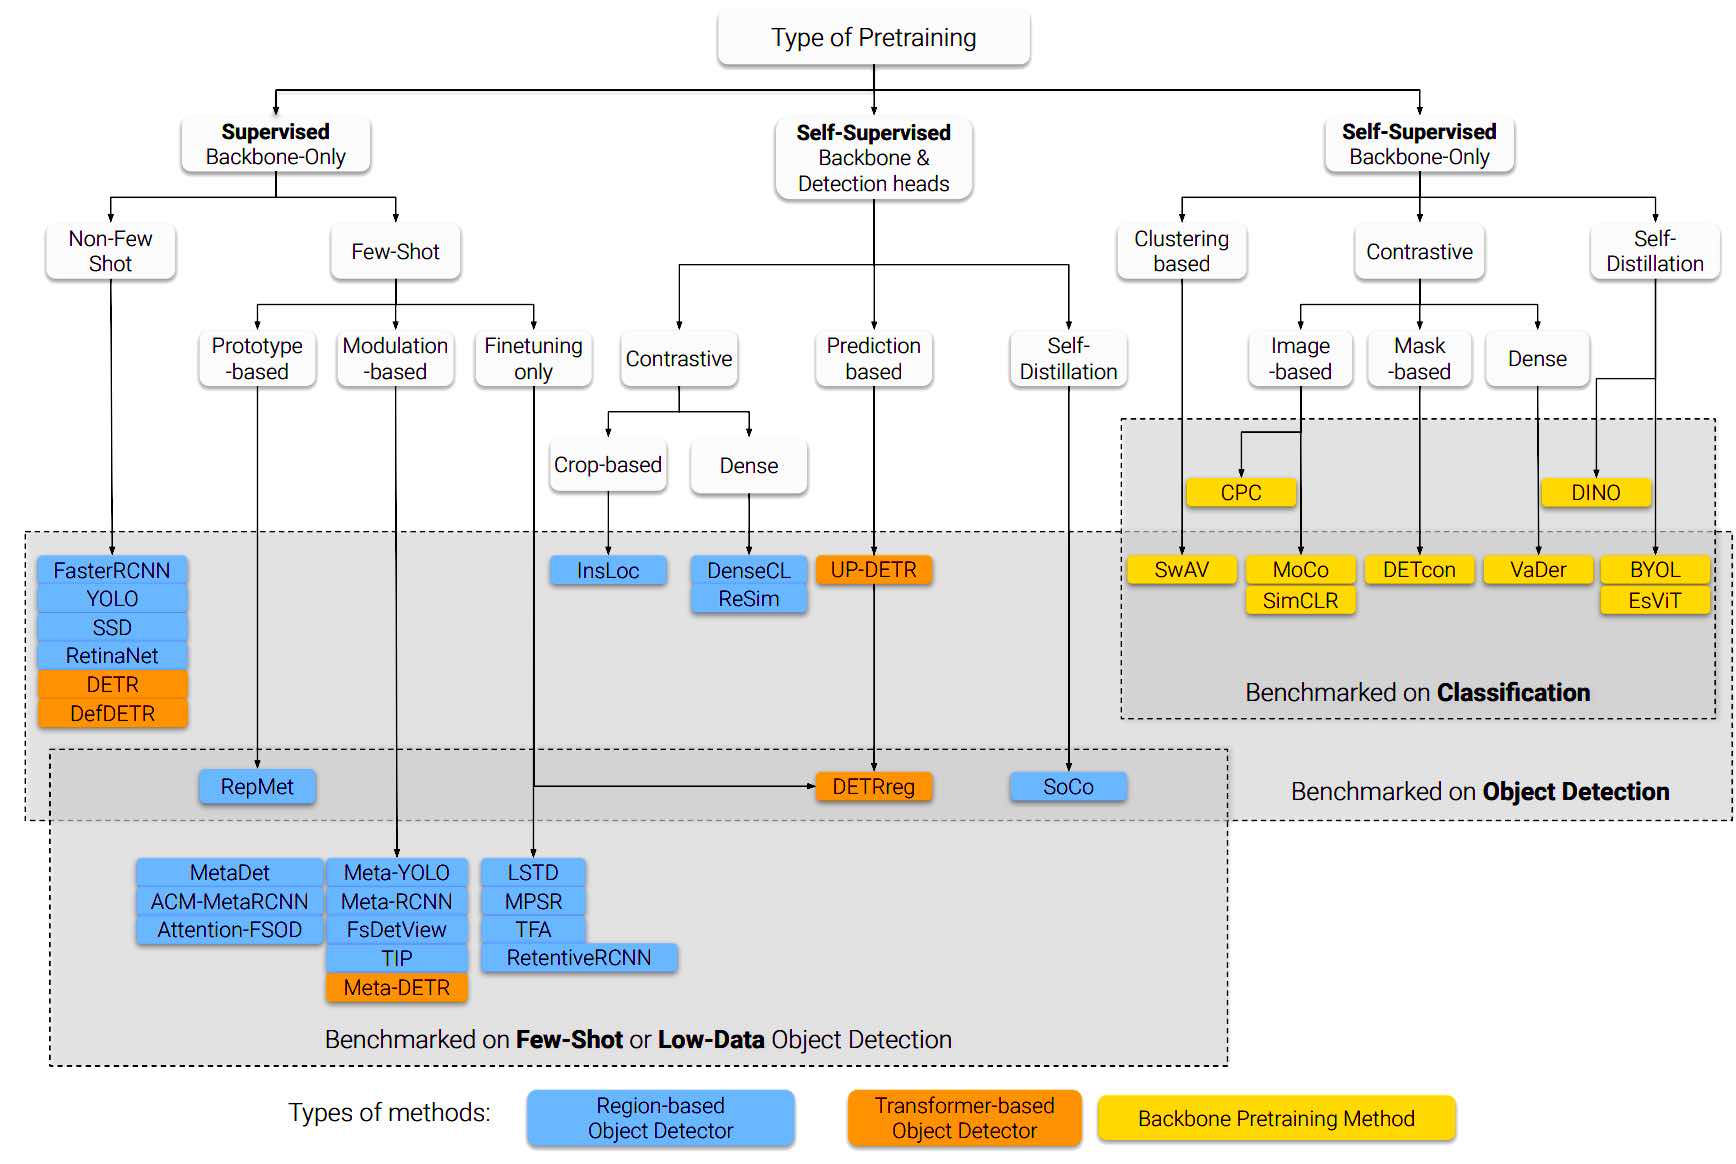 Type of Pretraining
Supervised
Backbone-Only
Self-Supervised
Backbone &
Detection heads
Self-Supervised
Backbone-Only
Non-Few
Shot
Few-Shot
Clustering
based
Contrastive
Self-
Distillation
Prototype
-based
Modulation
-based
Finetuning
only
Contrastive
Prediction
based
Self-
Distillation
Image
-based
Mask
-based
Dense
Crop-based
Dense
CPC
DINO
FasterRCNN
YOLO
SSD
RetinaNet
DETR
DefDETR
InsLoc
DenseCL
ReSim
UP-DETR
SwAV
MoCo
SimCLR
DETcon
VaDer
BYOL
EsViT
Benchmarked on Classification
RepMet
DETRreg
SoCo
Benchmarked on Object Detection
MetaDet
ACM-MetaRCNN
Attention-FSOD
Meta-YOLO
Meta-RCNN
FsDetView
TIP
Meta-DETR
LSTD
MPSR
TFA
RetentiveRCNN
Benchmarked on Few-Shot or Low-Data Object Detection
Types of methods:
Region-based
Object Detector
Transformer-based
Object Detector
Backbone Pretraining Method